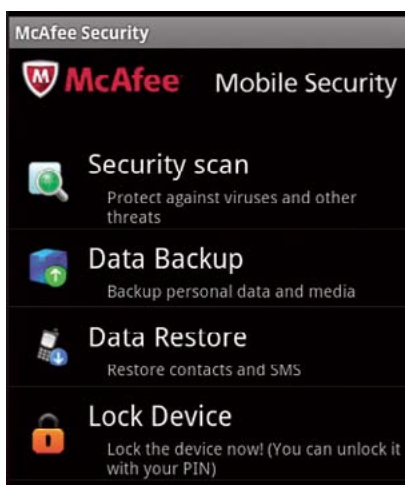 McAfee Security
McAfee Mobile Security
Security scan
Protect against viruses and other
threats
Data Backup
Backup personal data and media
Data Restore
Restore contacts and SMS
Lock Device
Lock the device now! (You can unlock it
with your PIN)